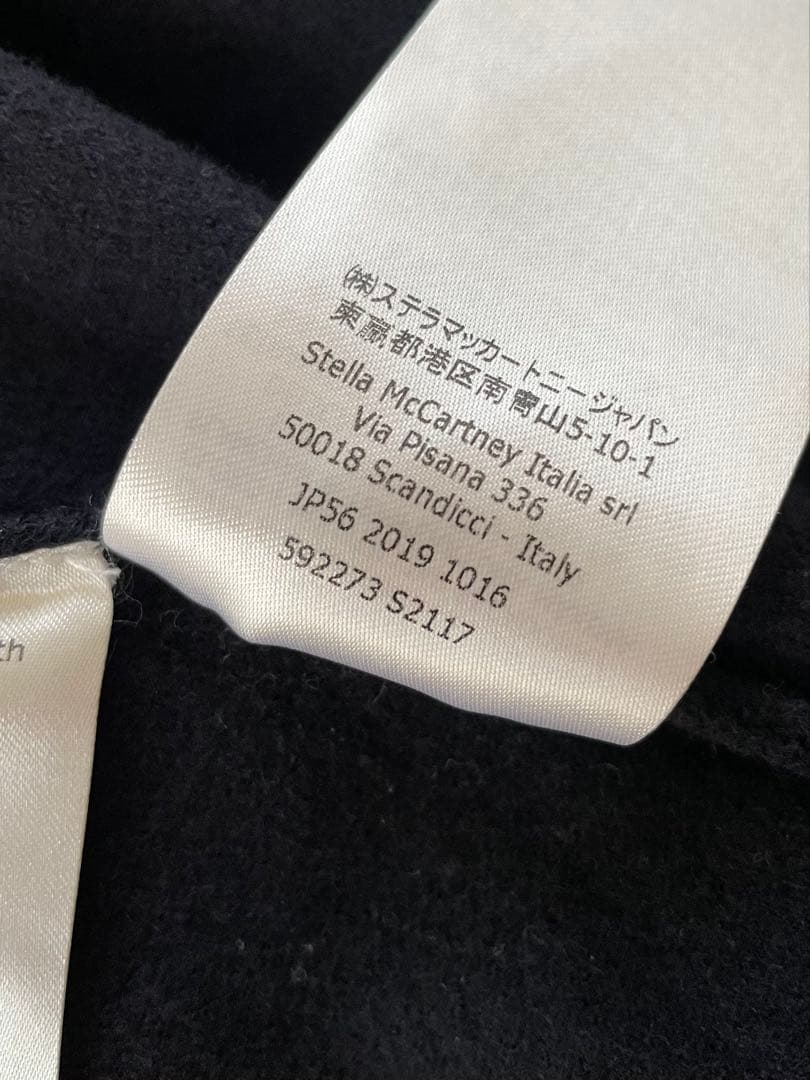 ㈱ステラマッカートニージャパン
東贏都港区南青山5-10-1
Stella McCartney Italia srl
Via Pisana 336
50018 Scandicci - Italy
JP56 2019 1016
592273 S2117
th